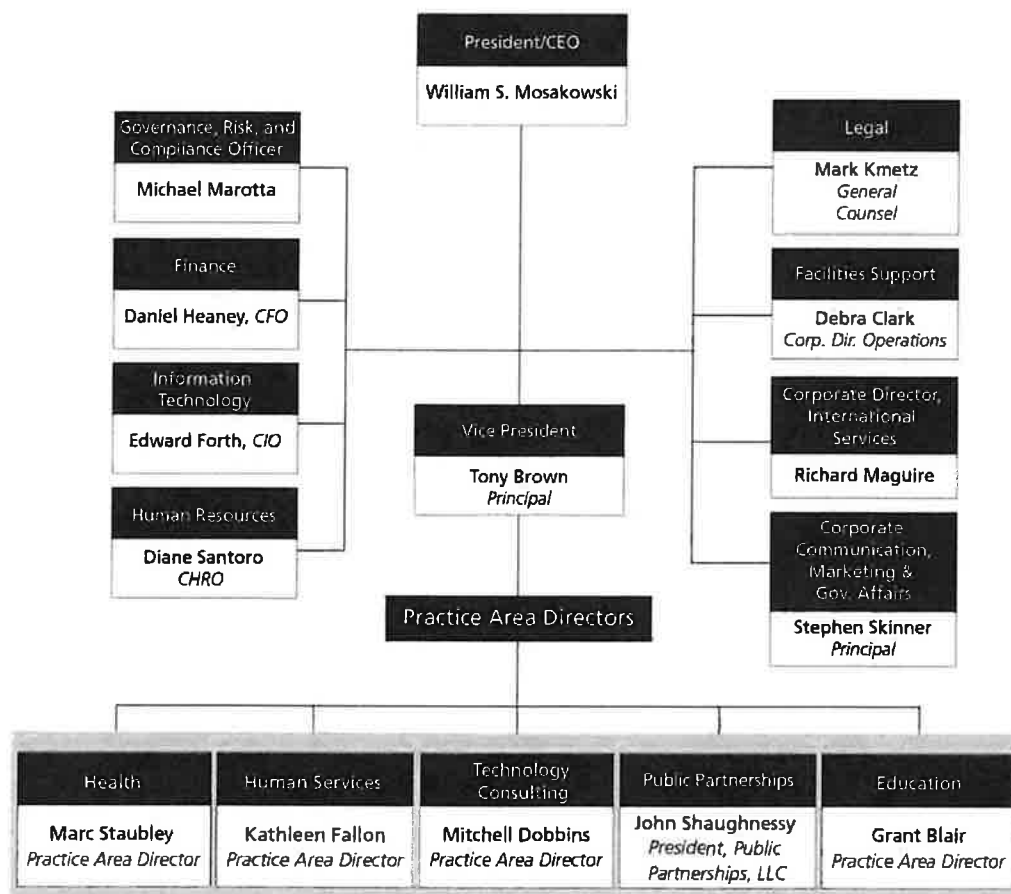 President/CEO
William S. Mosakowski
Governance, Risk, and
Compliance Officer
Michael Marotta
Finance
Daniel Heaney, CFO
Information
Technology
Edward Forth, CIO
Human Resources
Diane Santoro
CHRO
Legal
Mark Kmetz
General
Counsel
Facilities Support
Debra Clark
Corp. Dir. Operations
Corporate Director,
International
Services
Richard Maguire
Corporate
Communication,
Marketing &
Gov. Affairs
Stephen Skinner
Principal
Vice President
Tony Brown
Principal
Practice Area Directors
Health
Marc Staubley
Practice Area Director
Human Services
Kathleen Fallon
Practice Area Director
Technology
Consulting
Mitchell Dobbins
Practice Area Director
Public Partnerships
John Shaughnessy
President, Public
Partnerships, LLC
Education
Grant Blair
Practice Area Director